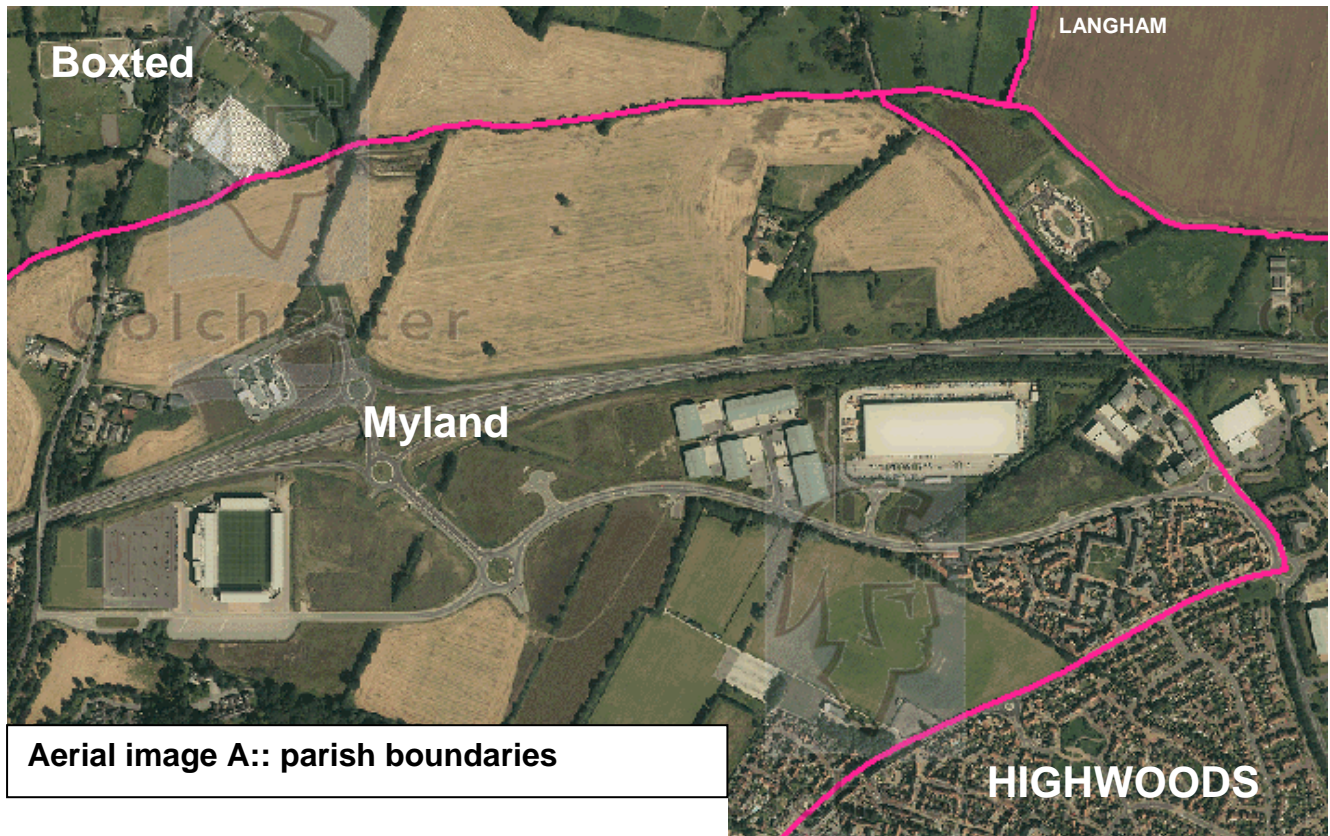 LANGHAM
Boxted
Colchester
Myland
Aerial image A:: parish boundaries
HIGHWOODS